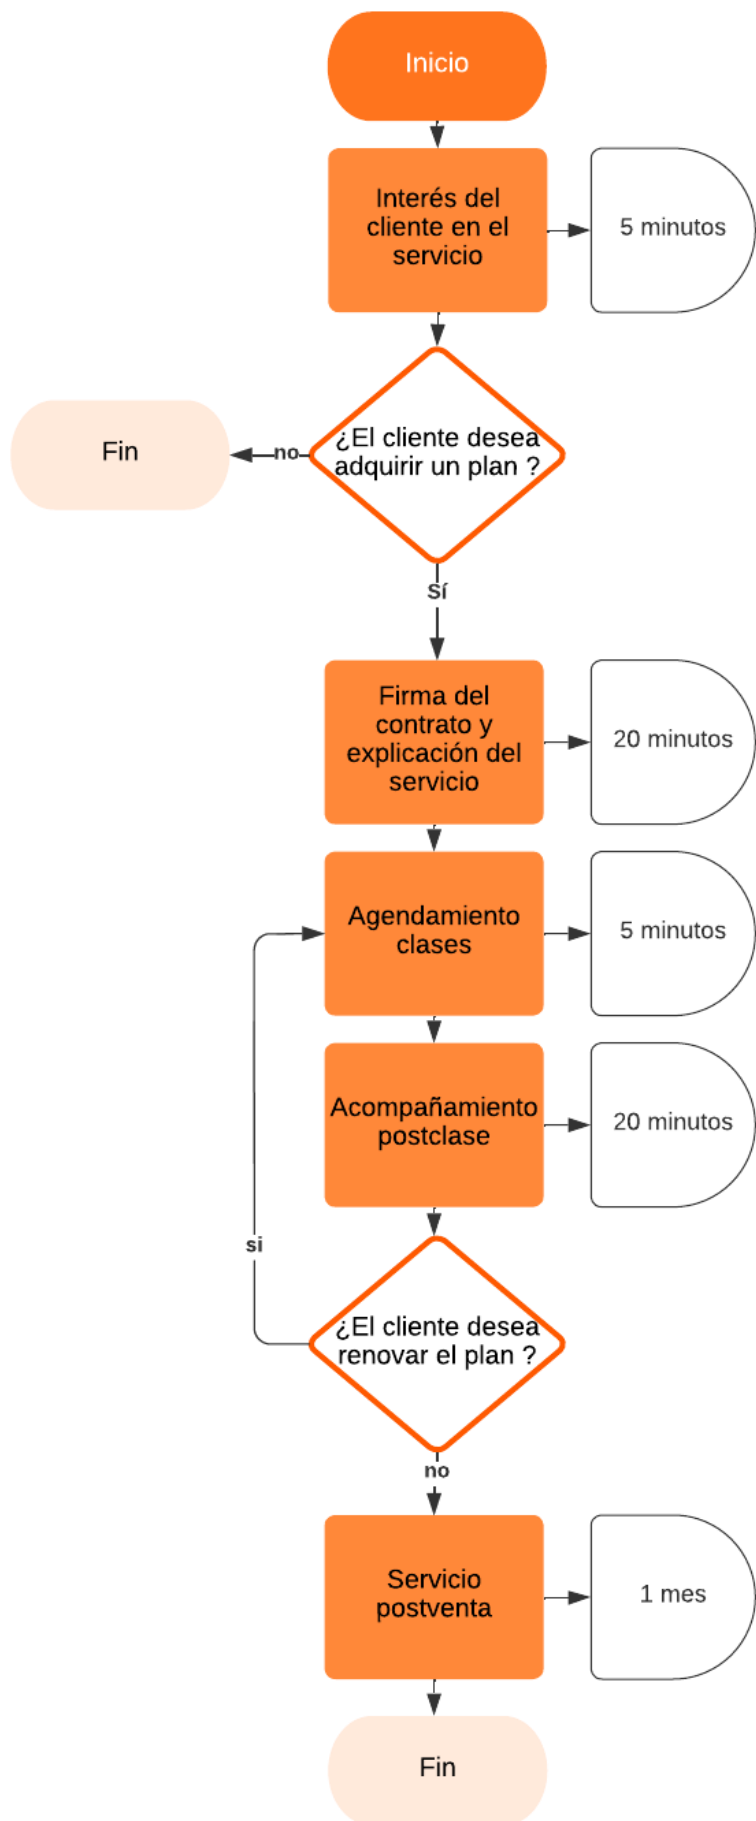 Inicio
Interés del
cliente en el
servicio
5 minutos
¿El cliente desea
adquirir un plan ?
no
Fin
Sí
Firma del
contrato y
explicación del
servicio
20 minutos
Agendamiento
clases
5 minutos
Acompañamiento
postclase
20 minutos
si
¿El cliente desea
renovar el plan ?
no
Servicio
postventa
1 mes
Fin